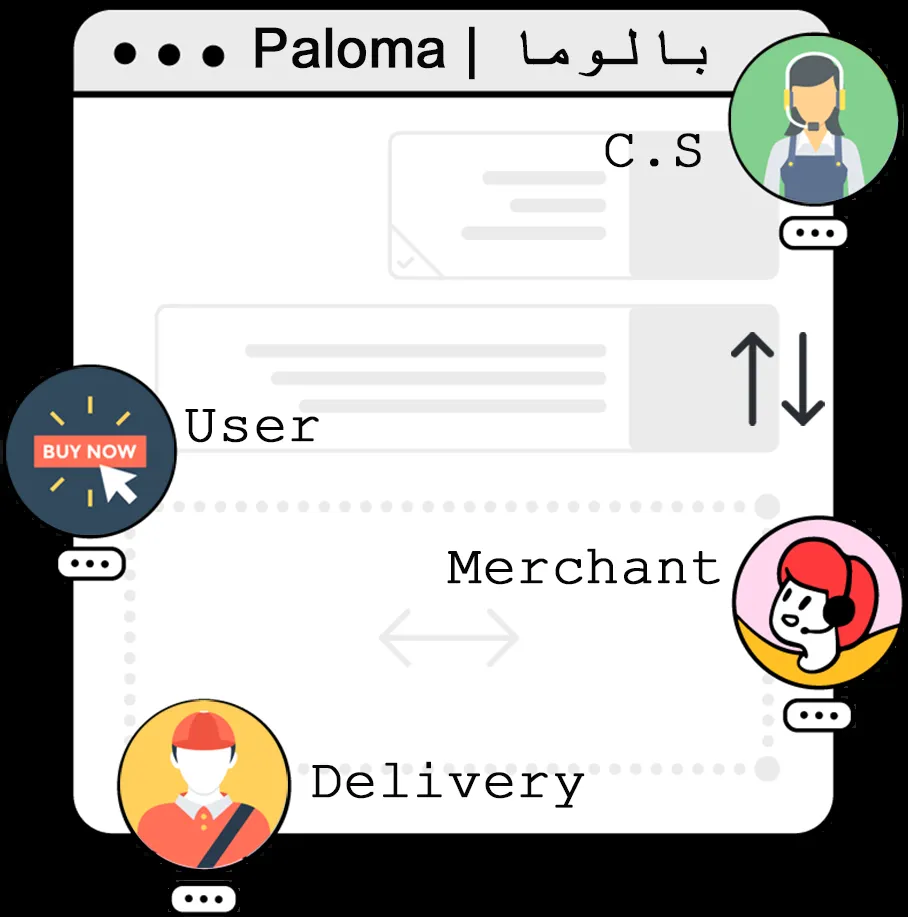 Paloma | بالوما
C.S
User
BUY NOW
Merchant
Delivery